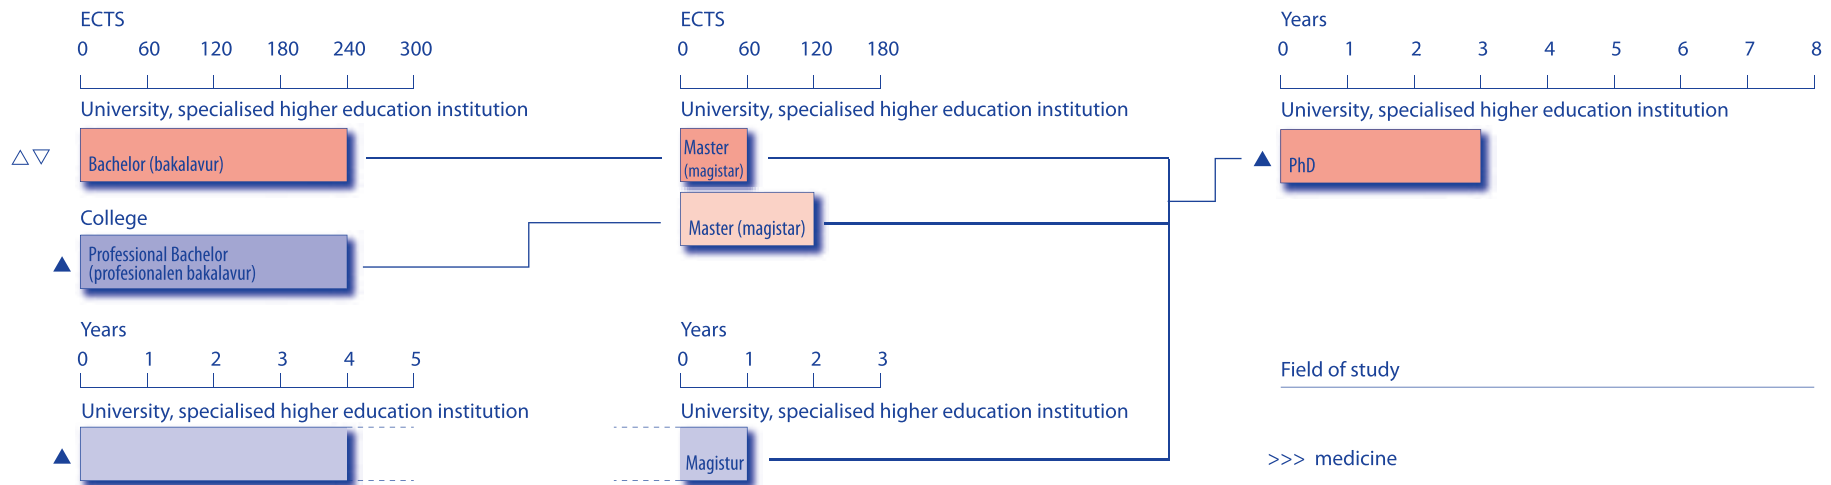 ECTS
0 60 120 180 240 300
University, specialised higher education institution
Bachelor (bakalavur)
College
Professional Bachelor
(profesionalen bakalavur)
Years
0 1 2 3 4 5
University, specialised higher education institution
ECTS
0 60 120 180
University, specialised higher education institution
Master
(magistar)
Master (magistar)
Years
0 1 2 3
University, specialised higher education institution
Magistur
Years
0 1 2 3 4 5 6 7 8
University, specialised higher education institution
PhD
Field of study
>>> medicine